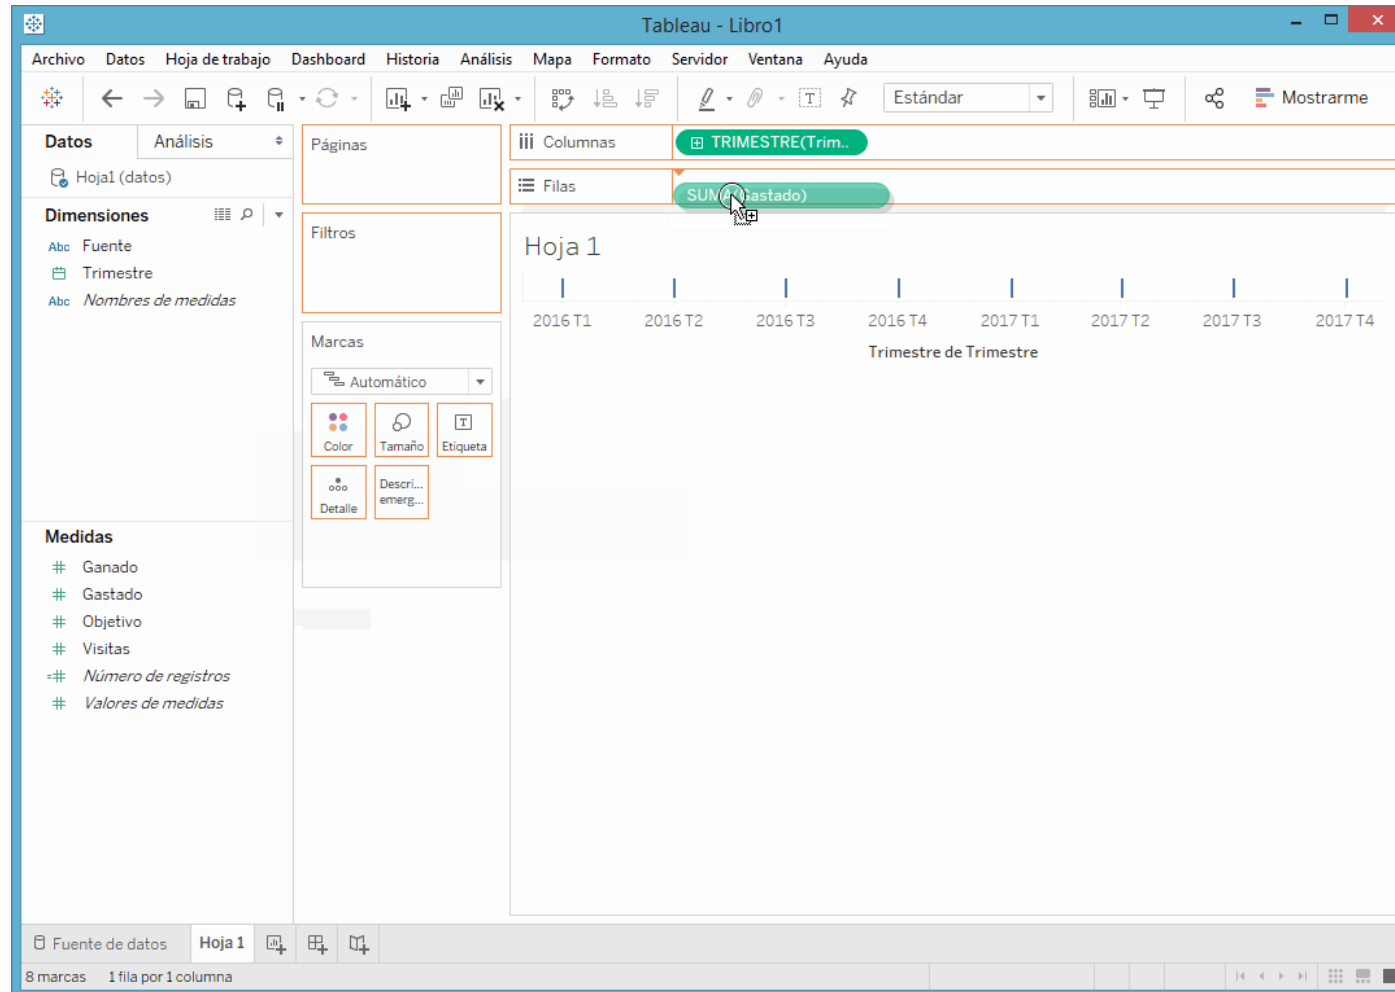 Tableau - Libro1
Archivo Datos Hoja de trabajo Dashboard Historia Análisis Mapa Formato Servidor Ventana Ayuda
Estándar Mostrarme
Datos Análisis
Hoja1 (datos)
Dimensiones
Abc Fuente
Trimestre
Abc Nombres de medidas
Medidas
# Ganado
# Gastado
# Objetivo
# Visitas
=# Número de registros
# Valores de medidas
Páginas
Filtros
Marcas
Automático
Color Tamaño Etiqueta
Detalle Descri... emerg...
Columnas TRIMESTRE(Trim..
Filas SUMA(Gastado)
Hoja 1
2016 T1 2016 T2 2016 T3 2016 T4 2017 T1 2017 T2 2017 T3 2017 T4
Trimestre de Trimestre
Fuente de datos Hoja 1
8 marcas 1 fila por 1 columna